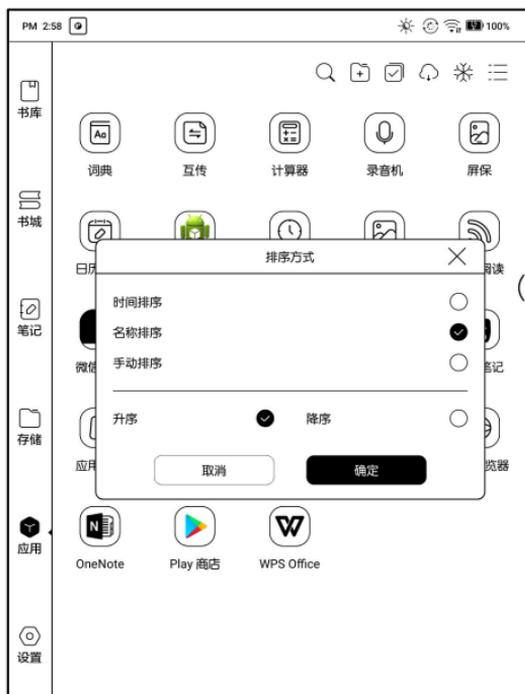 PM 2:58
100%
书库
书城
笔记
存储
应用
设置
词典
互传
计算器
录音机
屏保
排序方式
时间排序
名称排序
手动排序
升序
降序
取消
确定
OneNote
Play 商店
WPS Office